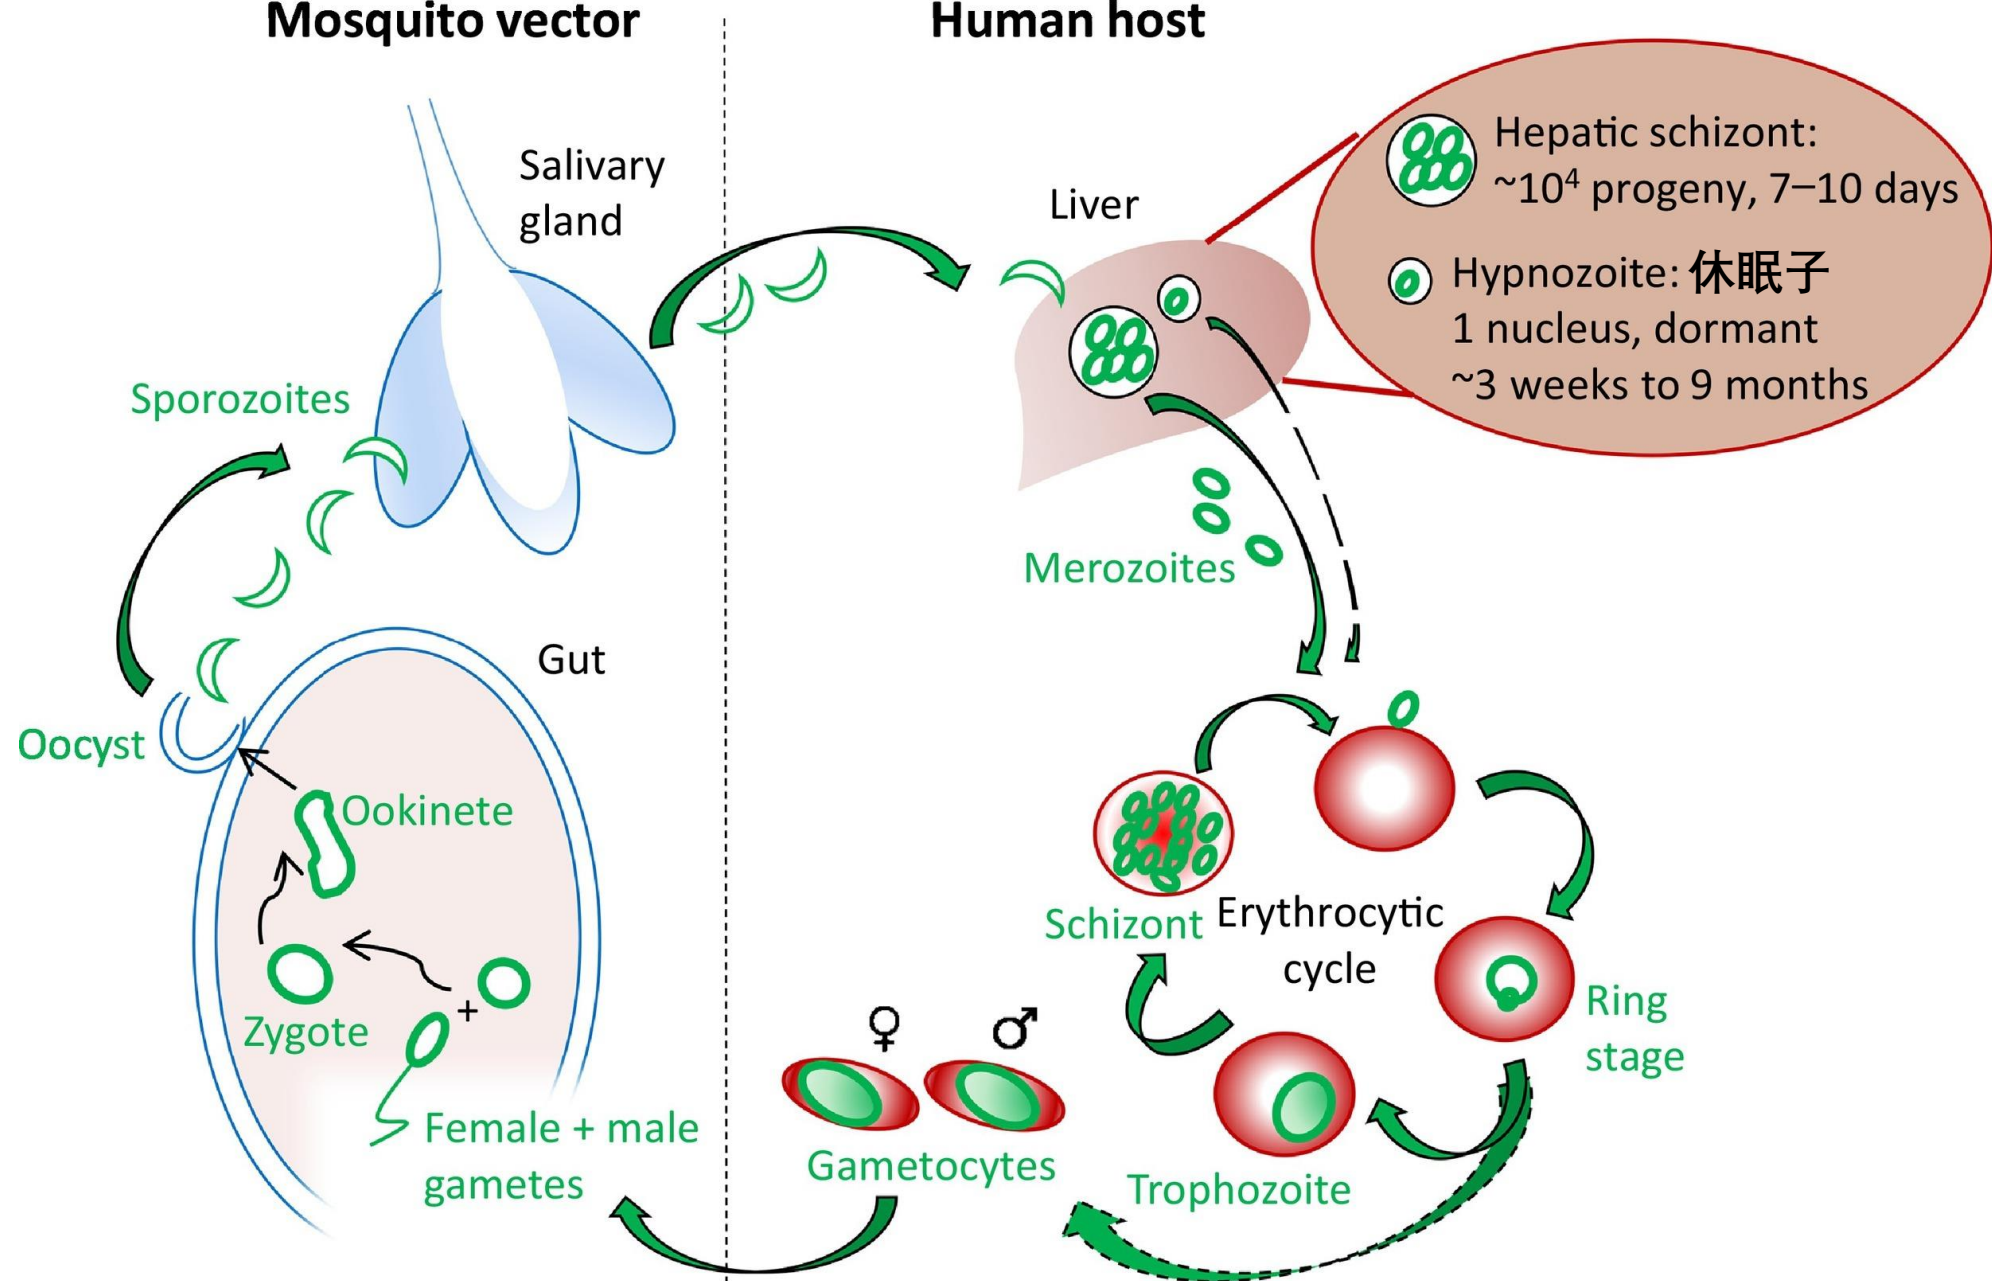 Mosquito vector
Human host
Salivary
gland
Liver
Hepatic schizont:
~10⁴ progeny, 7–10 days
Hypnozoite: 休眠子
1 nucleus, dormant
~3 weeks to 9 months
Sporozoites
Merozoites
Gut
Oocyst
Ookinete
Zygote
+
Female + male
gametes
Schizont
Erythrocytic
cycle
Ring
stage
♀ ♂
Gametocytes
Trophozoite